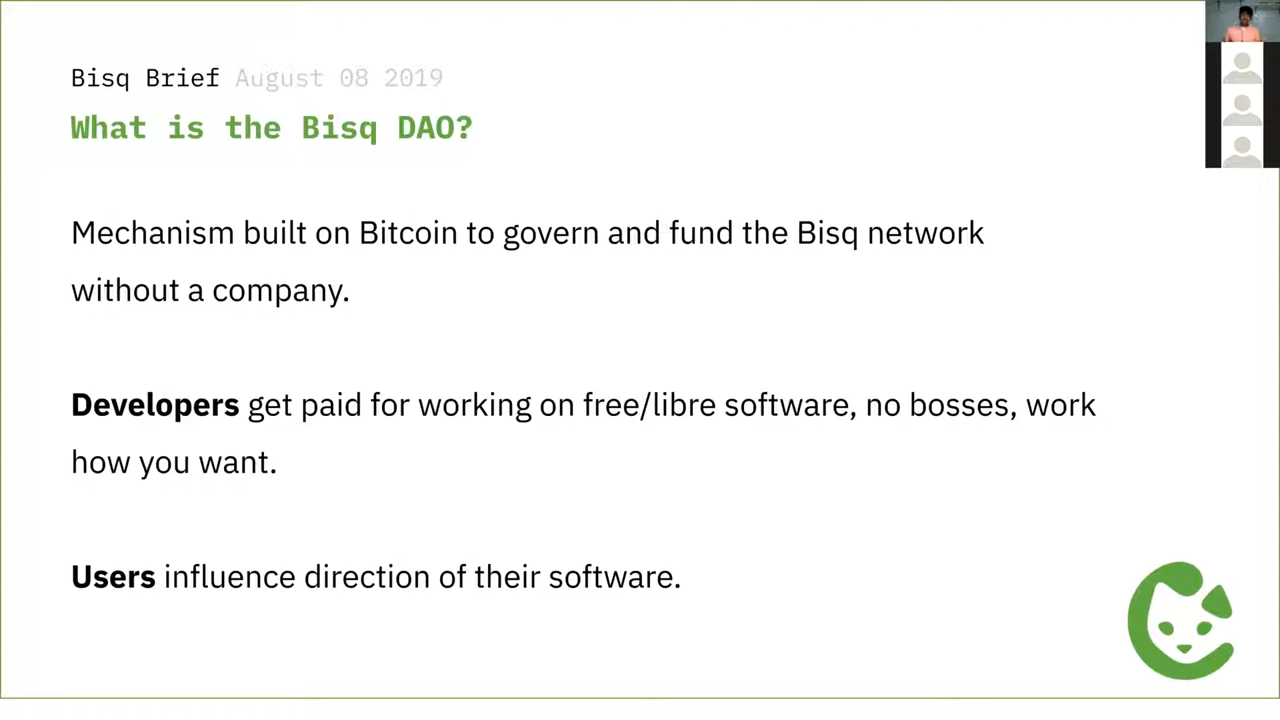 Bisq Brief August 08 2019
What is the Bisq DAO?
Mechanism built on Bitcoin to govern and fund the Bisq network
without a company.
Developers get paid for working on free/libre software, no bosses, work
how you want.
Users influence direction of their software.